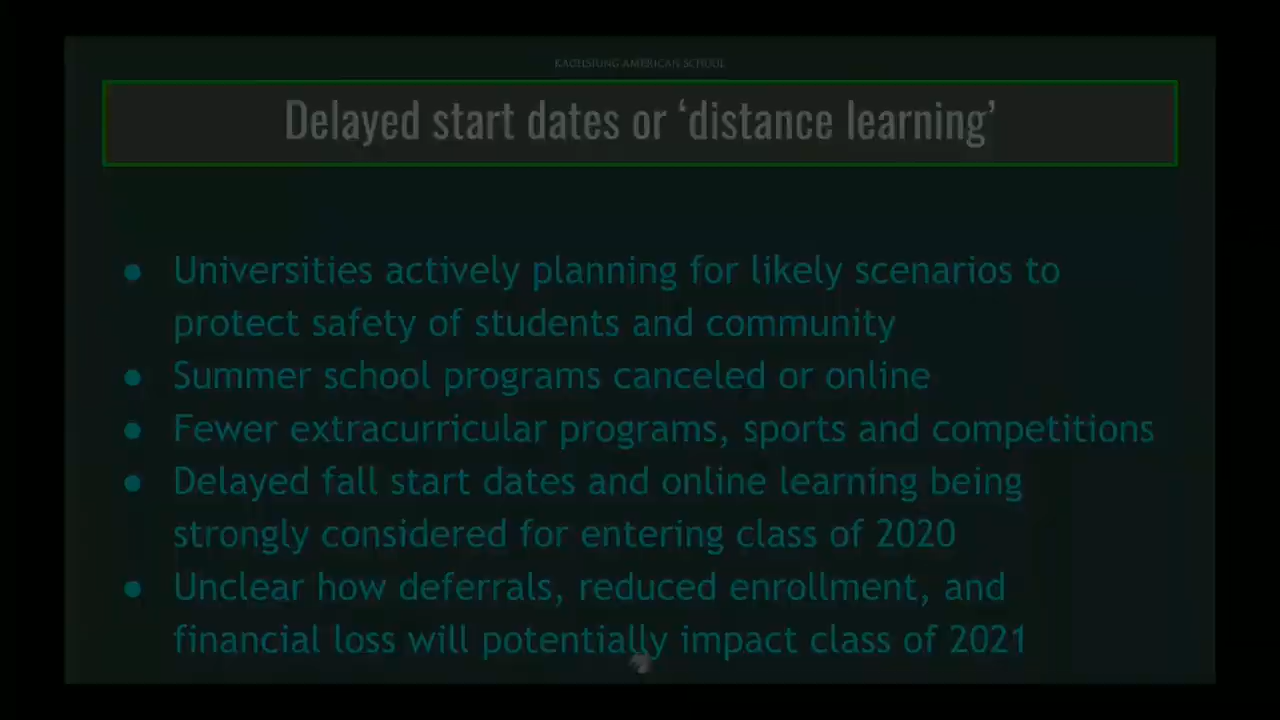 KAOHSIUNG AMERICAN SCHOOL
Delayed start dates or ‘distance learning’
● Universities actively planning for likely scenarios to
protect safety of students and community
● Summer school programs canceled or online
● Fewer extracurricular programs, sports and competitions
● Delayed fall start dates and online learning being
strongly considered for entering class of 2020
● Unclear how deferrals, reduced enrollment, and
financial loss will potentially impact class of 2021